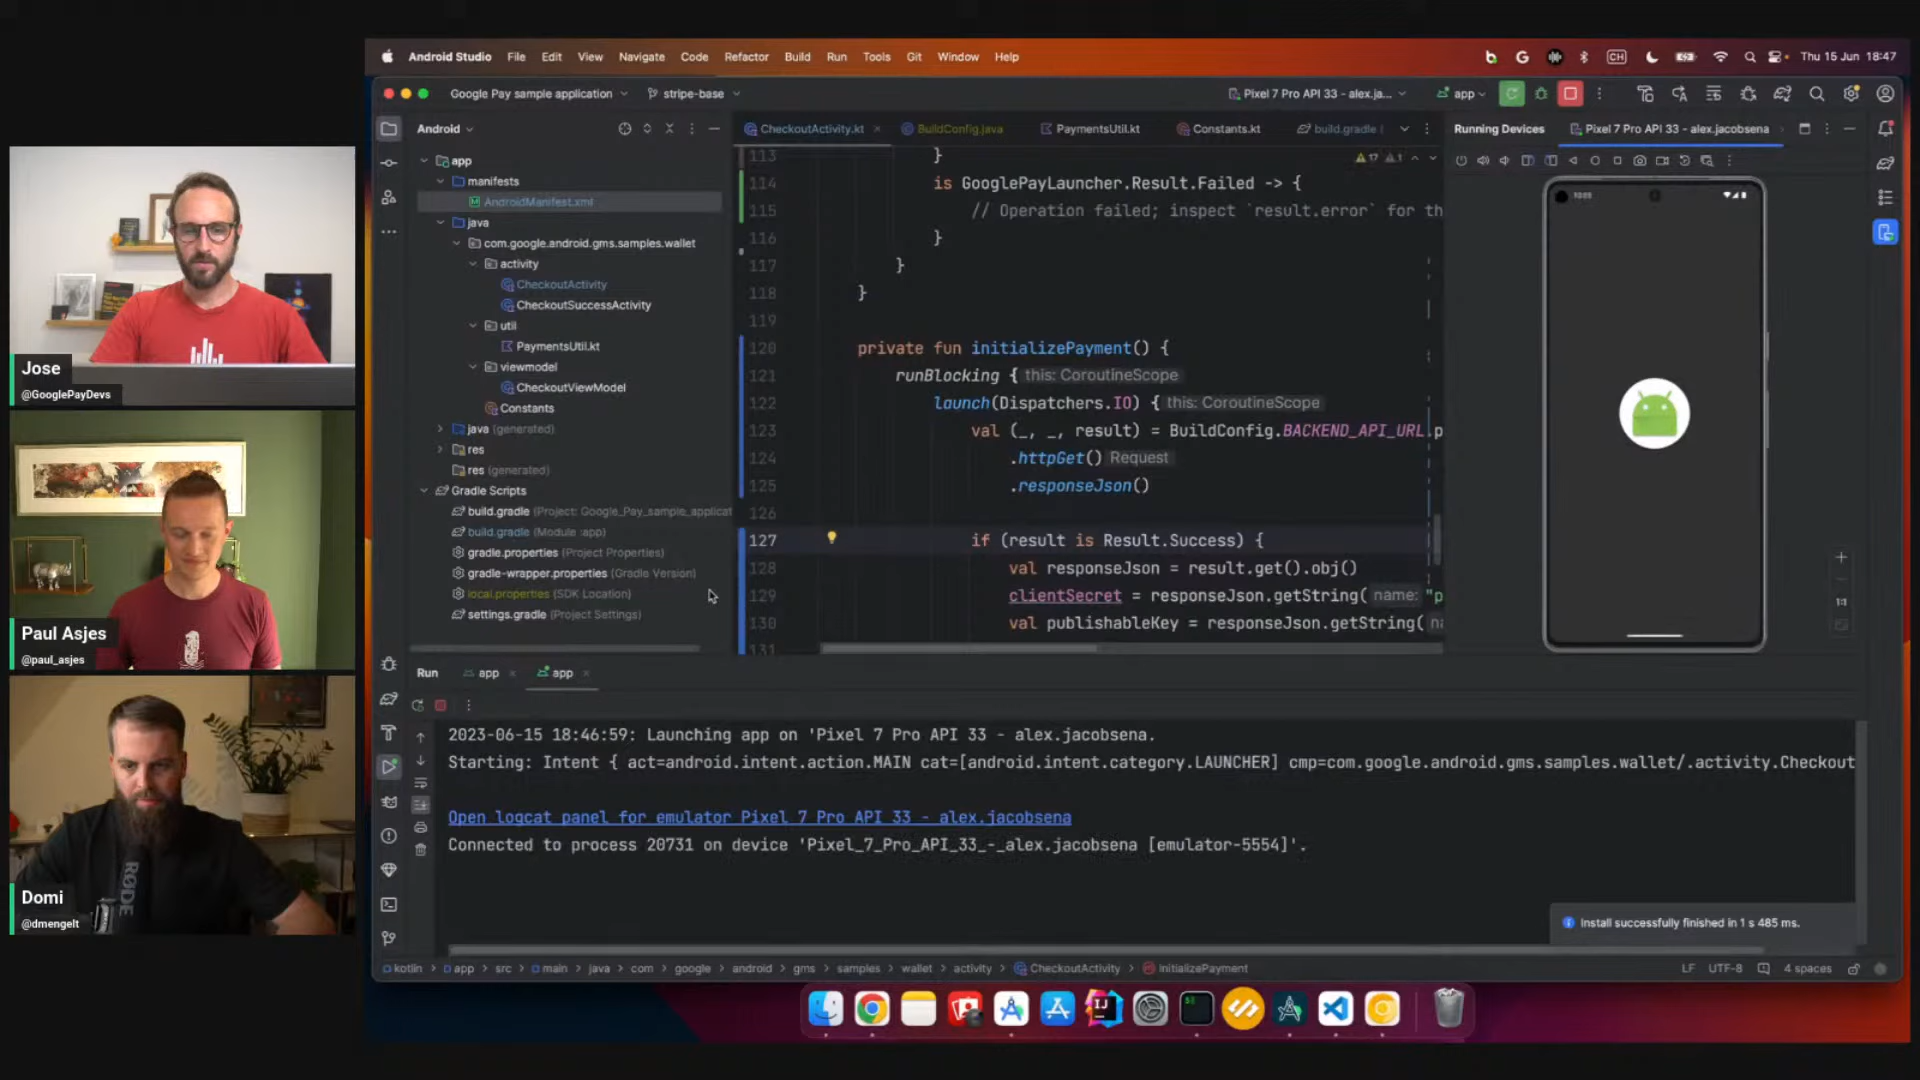 Android Studio File Edit View Navigate Code Refactor Build Run Tools Git Window Help CH Thu 15 Jun 18:47
Google Pay sample application stripe-base Pixel 7 Pro API 33 - alex.ja... app
Android
CheckoutActivity.kt BuildConfig.java PaymentsUtil.kt Constants.kt build.gradle
Running Devices Pixel 7 Pro API 33 - alex.jacobsena
app
manifests
AndroidManifest.xml
java
com.google.android.gms.samples.wallet
activity
CheckoutActivity
CheckoutSuccessActivity
util
PaymentsUtil.kt
viewmodel
CheckoutViewModel
Constants
java (generated)
res
res (generated)
Gradle Scripts
build.gradle (Project: Google_Pay_sample_applicat
build.gradle (Module :app)
gradle.properties (Project Properties)
gradle-wrapper.properties (Gradle Version)
local.properties (SDK Location)
settings.gradle (Project Settings)
17 1
113 }
114 is GooglePayLauncher.Result.Failed -> {
115 // Operation failed; inspect `result.error` for th
116 }
117 }
118 }
119
120 private fun initializePayment() {
121 runBlocking { this: CoroutineScope
122 launch(Dispatchers.IO) { this: CoroutineScope
123 val (_, _, result) = BuildConfig.BACKEND_API_URL.p
124 .httpGet() Request
125 .responseJson()
126
127 if (result is Result.Success) {
128 val responseJson = result.get().obj()
129 clientSecret = responseJson.getString( name: "p
130 val publishableKey = responseJson.getString( na
131
1:1
Run app app
2023-06-15 18:46:59: Launching app on 'Pixel 7 Pro API 33 - alex.jacobsena.
Starting: Intent { act=android.intent.action.MAIN cat=[android.intent.category.LAUNCHER] cmp=com.google.android.gms.samples.wallet/.activity.Checkout
Open logcat panel for emulator Pixel 7 Pro API 33 - alex.jacobsena
Connected to process 20731 on device 'Pixel_7_Pro_API_33_-_alex.jacobsena [emulator-5554]'.
Install successfully finished in 1 s 485 ms.
kotlin app src main java com google android gms samples wallet activity CheckoutActivity initializePayment
LF UTF-8 4 spaces
Jose
@GooglePayDevs
Paul Asjes
@paul_asjes
Domi
@dmengelt
RØDE